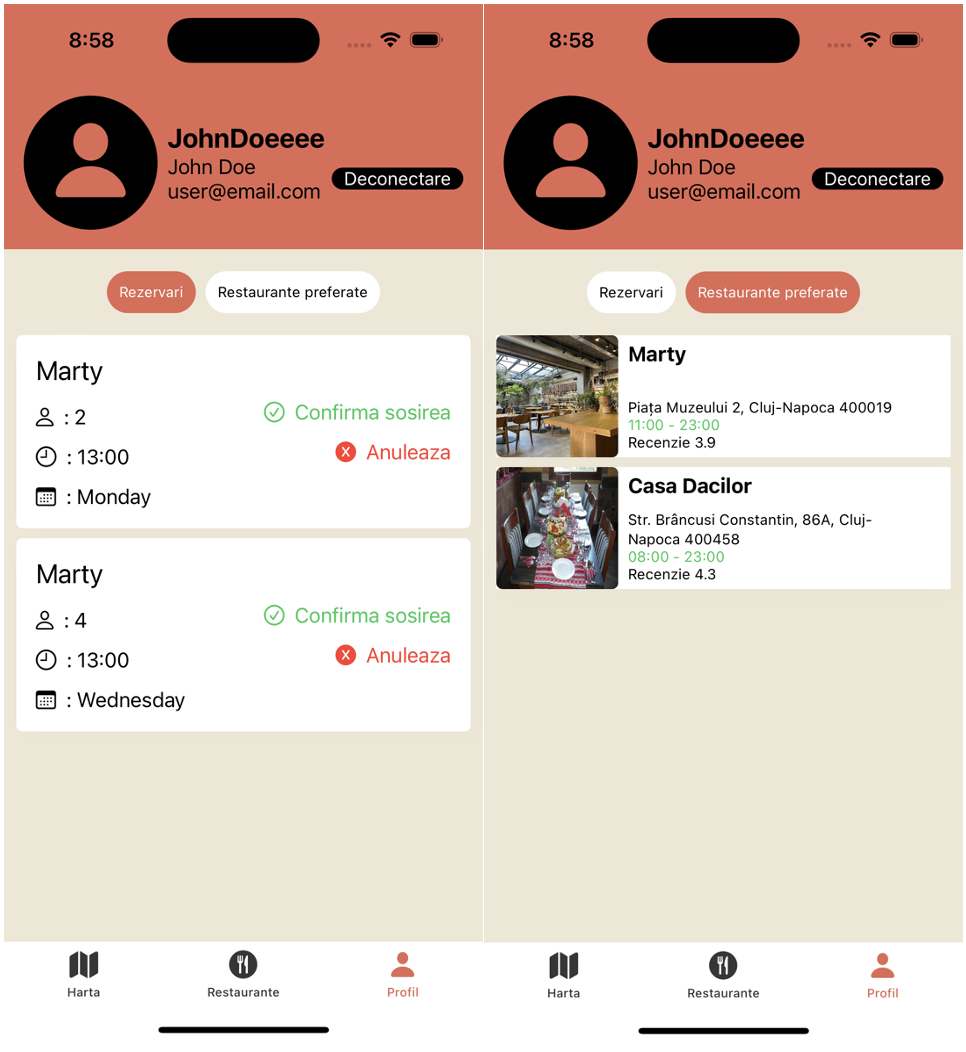 8:58
JohnDoeeee
John Doe
user@email.com
Deconectare
Rezervari
Restaurante preferate
Marty
: 2
Confirma sosirea
: 13:00
X Anuleaza
: Monday
Marty
: 4
Confirma sosirea
: 13:00
X Anuleaza
: Wednesday
Harta
Restaurante
Profil
8:58
JohnDoeeee
John Doe
user@email.com
Deconectare
Rezervari
Restaurante preferate
Marty
Piața Muzeului 2, Cluj-Napoca 400019
11:00 - 23:00
Recenzie 3.9
Casa Dacilor
Str. Brâncusi Constantin, 86A, Cluj-
Napoca 400458
08:00 - 23:00
Recenzie 4.3
Harta
Restaurante
Profil